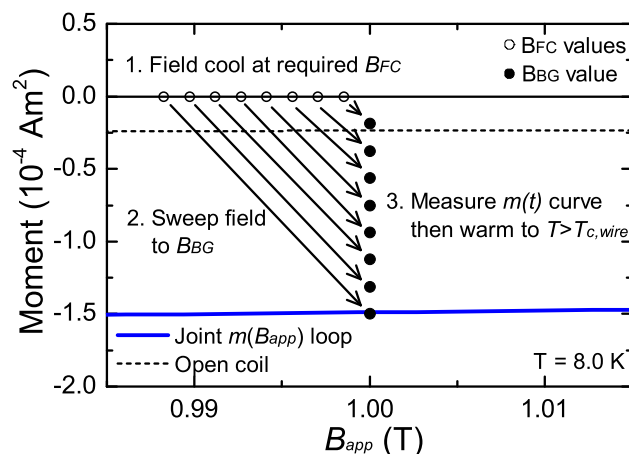 0.5
BFC values
1. Field cool at required BFC
BBG value
0.0
-0.5
Moment (10-4 Am2)
2. Sweep field
to BBG
3. Measure m(t) curve
then warm to T>Tc,wire
-1.0
-1.5
Joint m(Bapp) loop
Open coil
T = 8.0 K
-2.0
0.99
1.00
1.01
Bapp (T)